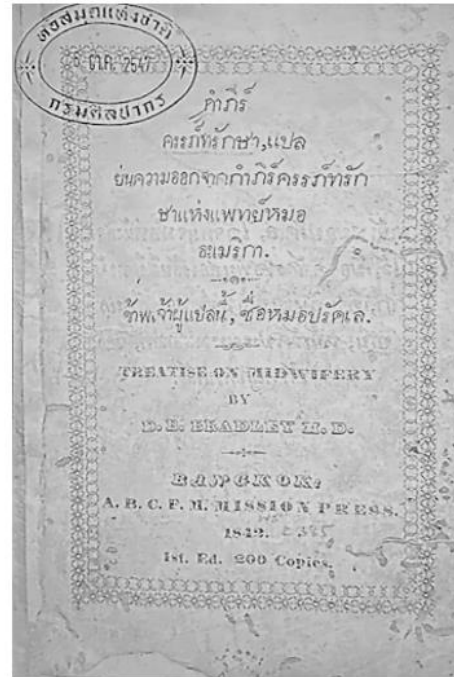 หอสมุดแห่งชาติ
ต.ค. 2547
กรมศิลปากร
คำภีร์
ครรภ์ทรักษา, แปล
ย่นความออกจากคำภีร์ครรภ์ทรัก
ษาแห่งแพทย์หมอ
อะเมริกา.
ข้าพเจ้าผู้แปลนี้, ชื่อหมอปรัดเล.
TREATISE ON MIDWIFERY
BY
D. B. BRADLEY M. D.
BANGKOK:
A. B. C. F. M. MISSION PRESS.
1842. 2385
1st. Ed. 200 Copies.